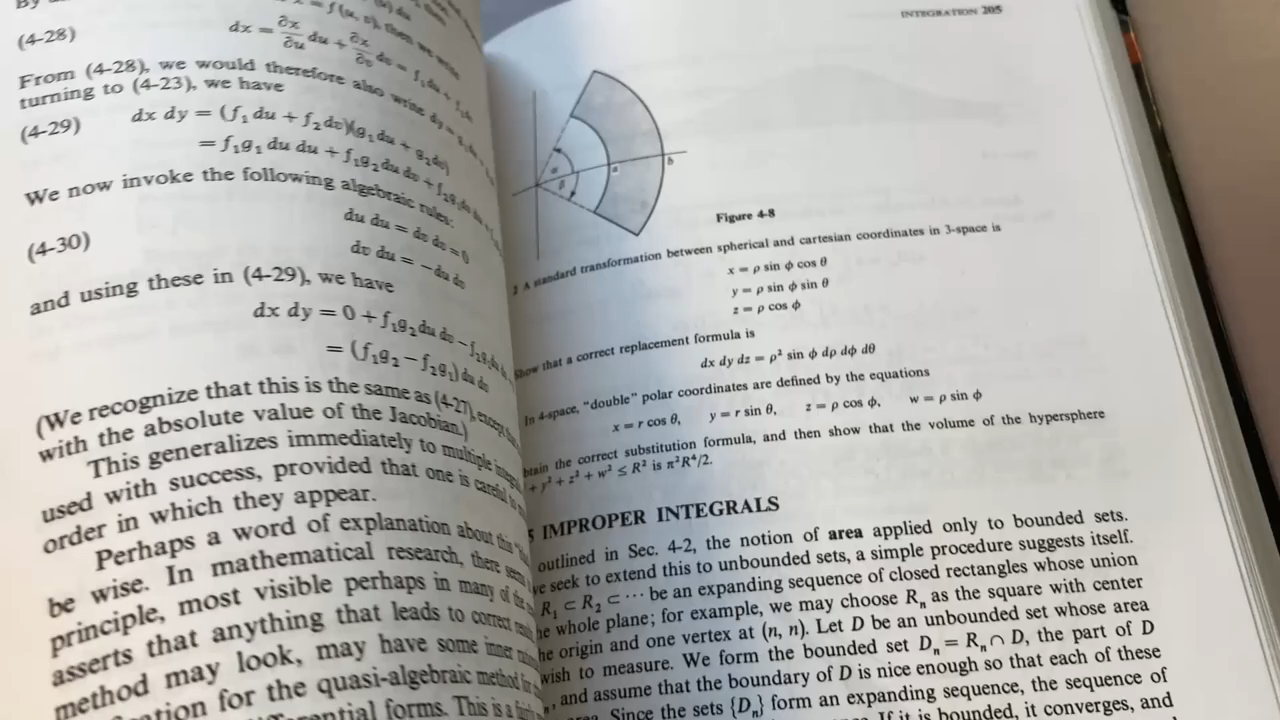 (4-28) dx = ∂x/∂u du + ∂x/∂v dv = f₁ du + f₂ dv
From (4-28), we would therefore also write dy =
turning to (4-23), we have
(4-29) dx dy = (f₁ du + f₂ dv)(g₁ du + g₂ dv)
= f₁g₁ du du + f₁g₂ du dv + f₂g₁
We now invoke the following algebraic rules:
du du = dv dv = 0
(4-30)
dv du = −du dv
and using these in (4-29), we have
dx dy = 0 + f₁g₂ du dv − f₂g₁
= (f₁g₂ − f₂g₁) du dv
(We recognize that this is the same as (4-27), except
with the absolute value of the Jacobian.)
This generalizes immediately to multiple
used with success, provided that one is careful
order in which they appear.
Perhaps a word of explanation about this
be wise. In mathematical research, there
principle, most visible perhaps in many of the
asserts that anything that leads to correct
method may look, may have some inner
for the quasi-algebraic method for
forms. This is a
INTEGRATION 205
α
β
a
b
Figure 4-8
A standard transformation between spherical and cartesian coordinates in 3-space is
x = ρ sin ϕ cos θ
y = ρ sin ϕ sin θ
z = ρ cos ϕ
Show that a correct replacement formula is
dx dy dz = ρ² sin ϕ dρ dϕ dθ
In 4-space, "double" polar coordinates are defined by the equations
x = r cos θ, y = r sin θ, z = ρ cos ϕ, w = ρ sin ϕ
the correct substitution formula, and then show that the volume of the hypersphere
+ y² + z² + w² ≤ R² is π²R⁴/2.
IMPROPER INTEGRALS
outlined in Sec. 4-2, the notion of area applied only to bounded sets.
we seek to extend this to unbounded sets, a simple procedure suggests itself.
R₁ ⊂ R₂ ⊂ ⋯ be an expanding sequence of closed rectangles whose union
the whole plane; for example, we may choose Rₙ as the square with center
the origin and one vertex at (n, n). Let D be an unbounded set whose area
wish to measure. We form the bounded set Dₙ = Rₙ ∩ D, the part of D
and assume that the boundary of D is nice enough so that each of these
Since the sets {Dₙ} form an expanding sequence, the sequence of
If it is bounded, it converges, and